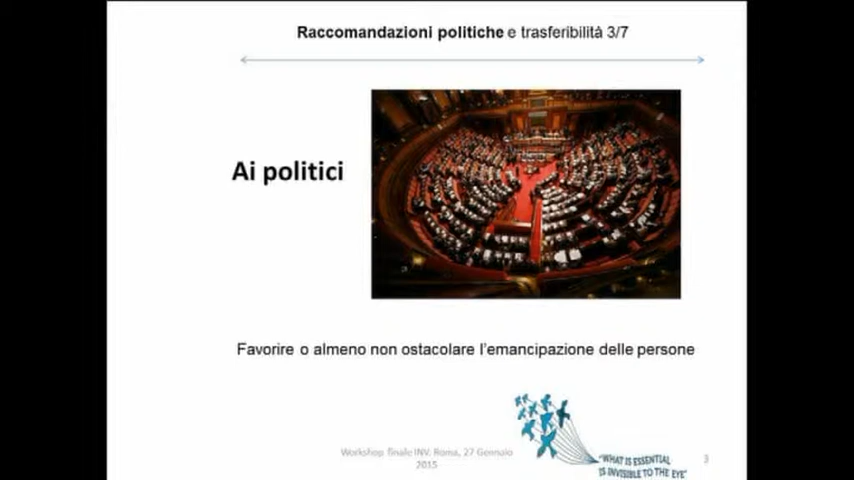 Raccomandazioni politiche e trasferibilità 3/7
Ai politici
Favorire o almeno non ostacolare l'emancipazione delle persone
Workshop finale INV. Roma, 27 Gennaio
2015
"WHAT IS ESSENTIAL
IS INVISIBLE TO THE EYE"
3